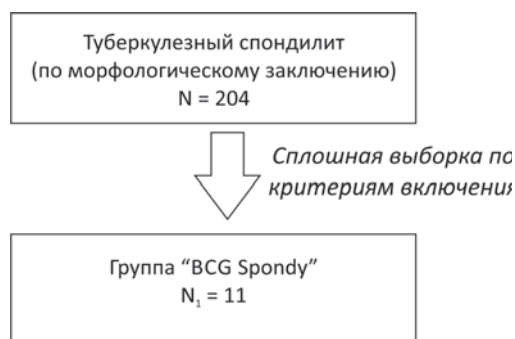 Туберкулезный спондилит
(по морфологическому заключению)
N = 204
Сплошная выборка по
критериям включения
Группа “BCG Spondy”
N₁ = 11